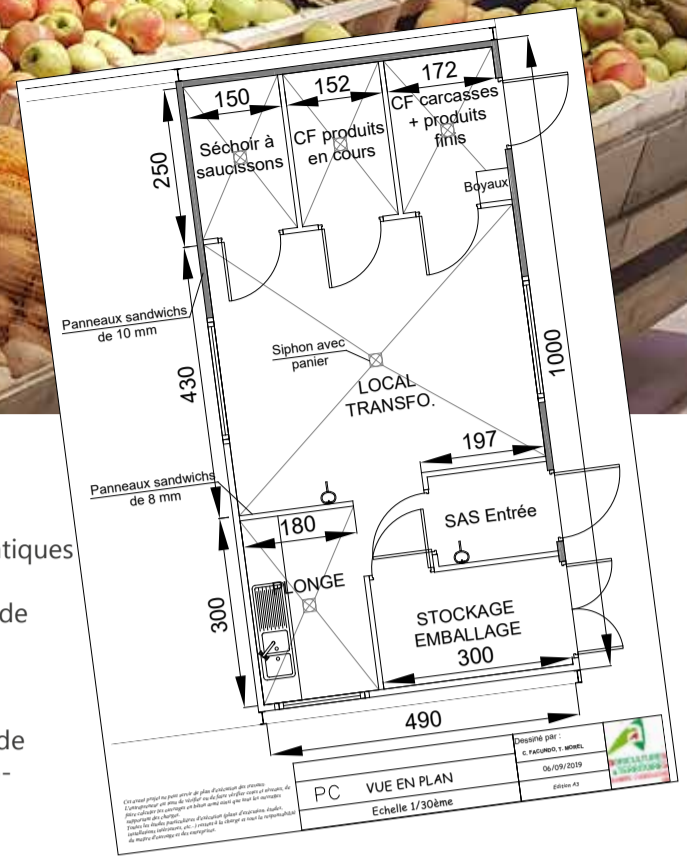 150
152
172
Séchoir à
saucissons
CF produits
en cours
CF carcasses
+ produits
finis
Boyaux
250
Panneaux sandwichs
de 10 mm
430
Siphon avec
panier
LOCAL
TRANSFO.
1000
197
Panneaux sandwichs
de 8 mm
180
SAS Entrée
PLONGE
300
STOCKAGE
EMBALLAGE
300
490
tiques
de
de
-
PC
VUE EN PLAN
Echelle 1/30ème
Dessiné par :
C. FACUNDO, T. MOREL
06/09/2019
Edition A3